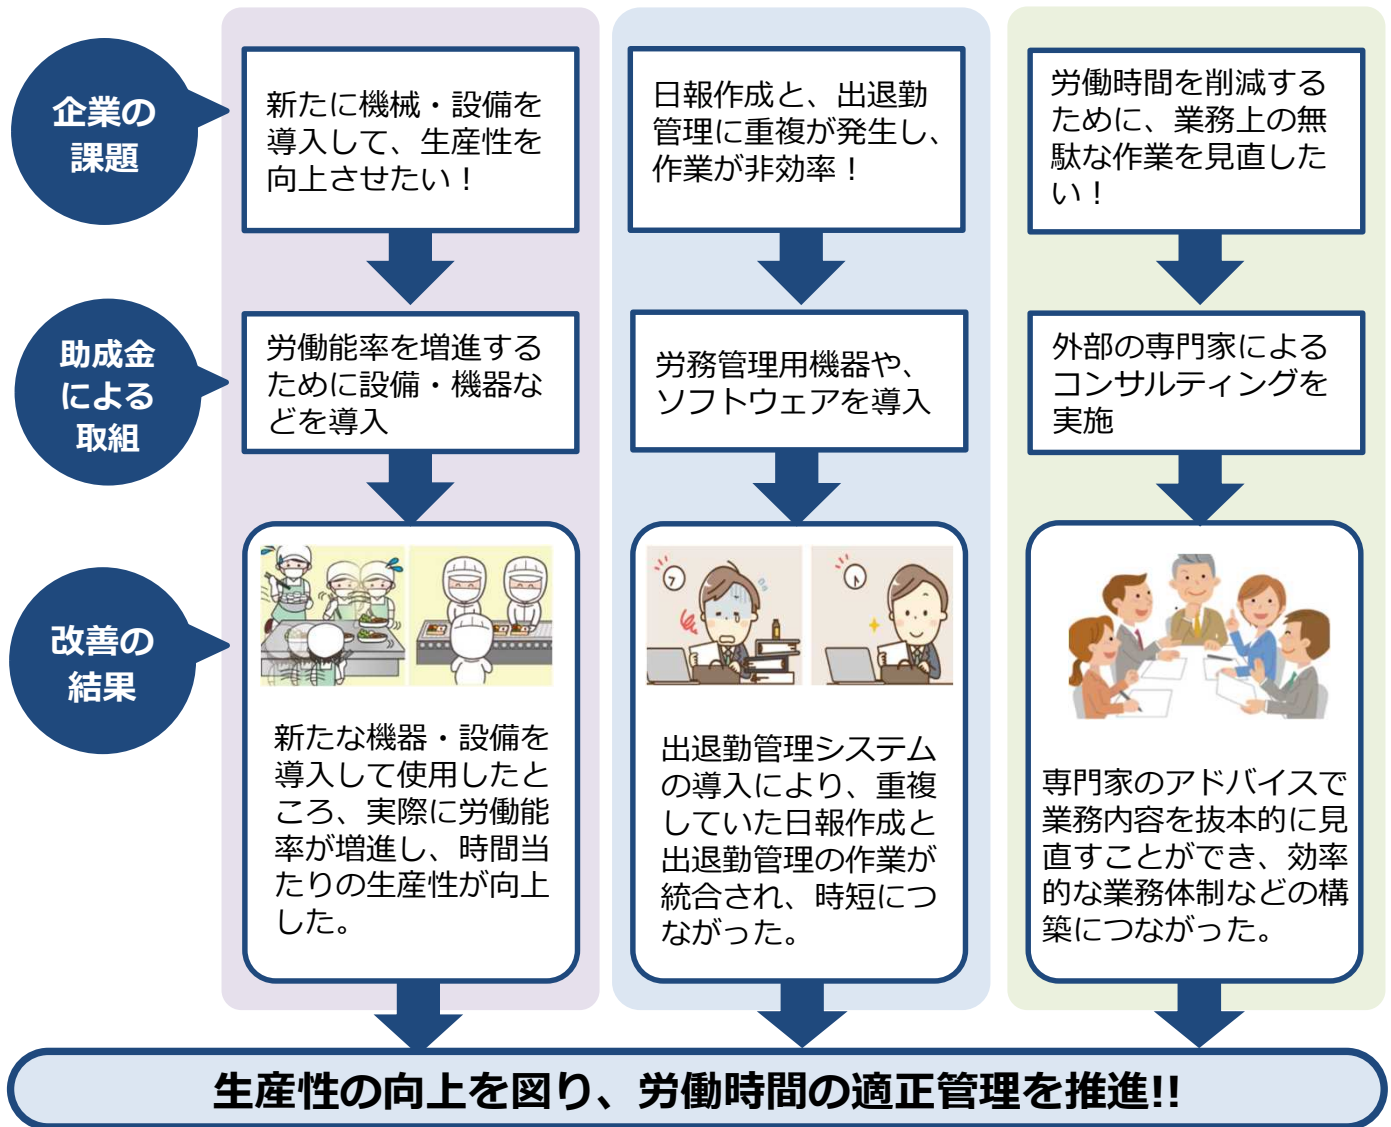 企業の
課題
新たに機械・設備を
導入して、生産性を
向上させたい！
日報作成と、出退勤
管理に重複が発生し、
作業が非効率！
労働時間を削減する
ために、業務上の無
駄な作業を見直した
い！
助成金
による
取組
労働能率を増進する
ために設備・機器な
どを導入
労務管理用機器や、
ソフトウェアを導入
外部の専門家による
コンサルティングを
実施
改善の
結果
新たな機器・設備を
導入して使用したと
ころ、実際に労働能
率が増進し、時間当
たりの生産性が向上
した。
出退勤管理システム
の導入により、重複
していた日報作成と
出退勤管理の作業が
統合され、時短につ
ながった。
専門家のアドバイスで
業務内容を抜本的に見
直すことができ、効率
的な業務体制などの構
築につながった。
生産性の向上を図り、労働時間の適正管理を推進!!